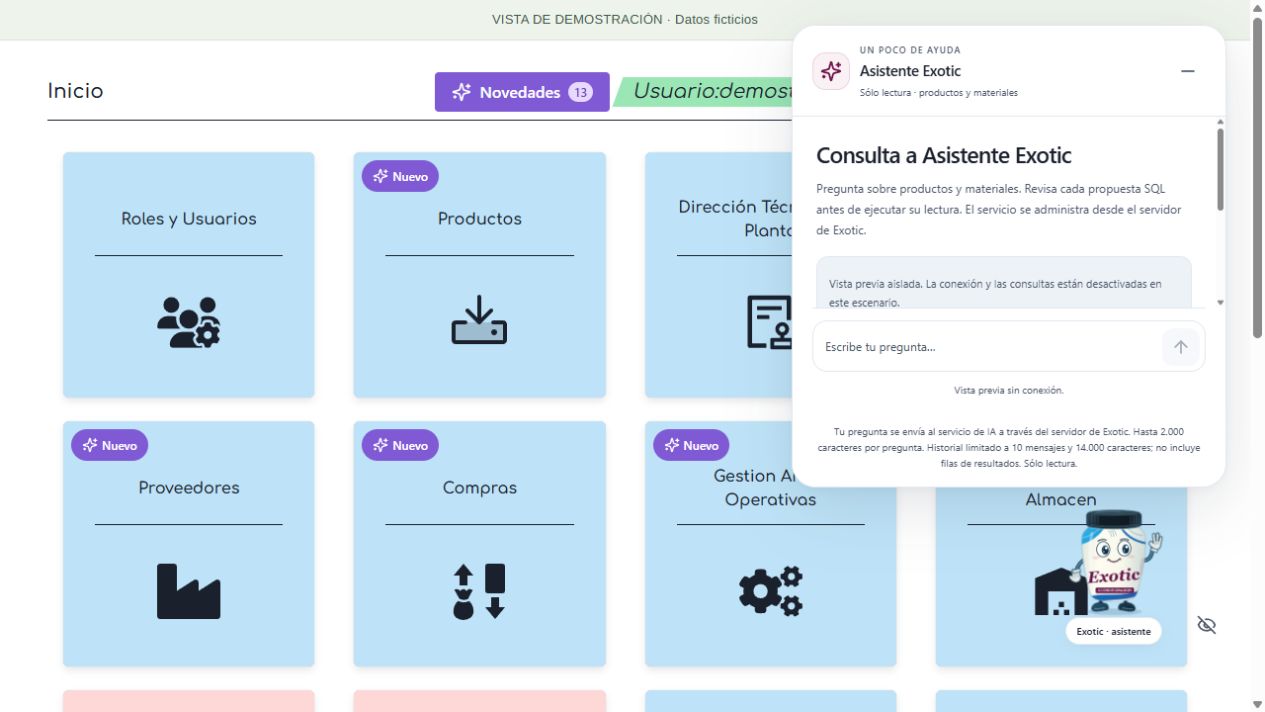 VISTA DE DEMOSTRACIÓN · Datos ficticios
Inicio
Novedades 13
Usuario:demost
Roles y Usuarios
Nuevo
Productos
Dirección Técn
Planta
Nuevo
Proveedores
Nuevo
Compras
Nuevo
Gestion A
Operativas
Almacen
UN POCO DE AYUDA
Asistente Exotic
Sólo lectura · productos y materiales
Consulta a Asistente Exotic
Pregunta sobre productos y materiales. Revisa cada propuesta SQL
antes de ejecutar su lectura. El servicio se administra desde el servidor
de Exotic.
Vista previa aislada. La conexión y las consultas están desactivadas en
este escenario.
Escribe tu pregunta...
Vista previa sin conexión.
Tu pregunta se envía al servicio de IA a través del servidor de Exotic. Hasta 2.000
caracteres por pregunta. Historial limitado a 10 mensajes y 14.000 caracteres; no incluye
filas de resultados. Sólo lectura.
Exotic
Exotic · asistente